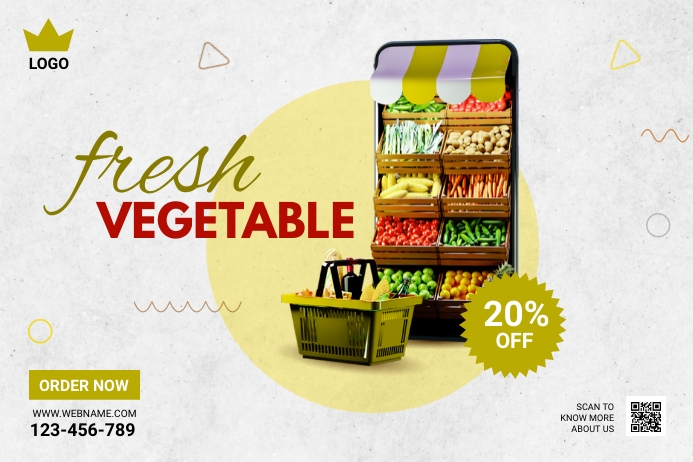 LOGO
fresh
VEGETABLE
20%
OFF
ORDER NOW
WWW.WEBNAME.COM
123-456-789
SCAN TO
KNOW MORE
ABOUT US